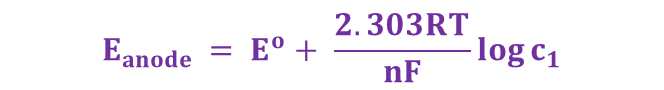 E_anode = E° + 2.303RT/nF log c₁